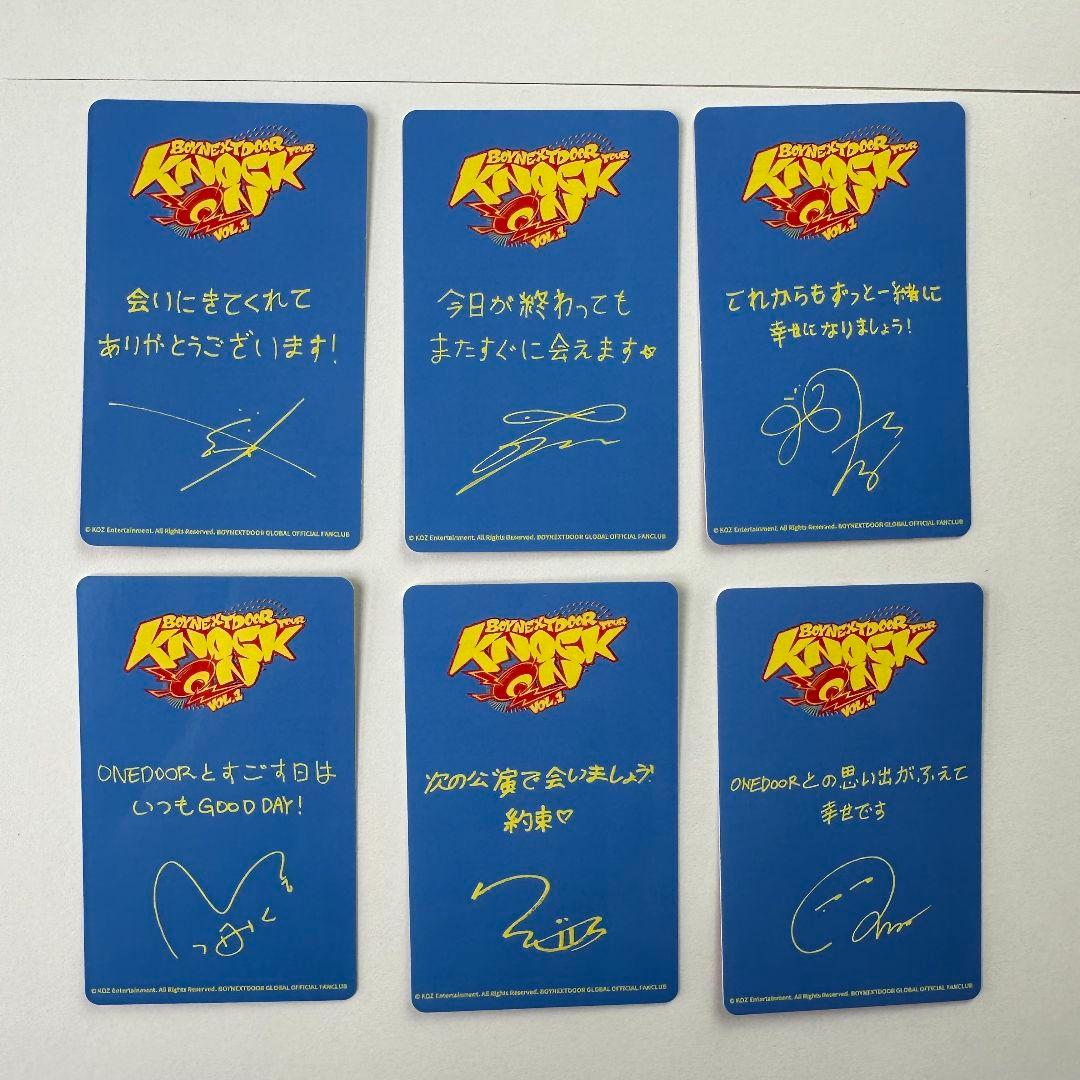 BOYNEXTDOOR TOUR
KNOCK
ON
VOL.1
会いにきてくれて
ありがとうございます!
© KOZ Entertainment. All Rights Reserved. BOYNEXTDOOR GLOBAL OFFICIAL FANCLUB
BOYNEXTDOOR TOUR
KNOCK
ON
VOL.1
今日が終わっても
またすぐに会えます☆
© KOZ Entertainment. All Rights Reserved. BOYNEXTDOOR GLOBAL OFFICIAL FANCLUB
BOYNEXTDOOR TOUR
KNOCK
ON
VOL.1
これからもずっと一緒に
幸せになりましょう!
© KOZ Entertainment. All Rights Reserved. BOYNEXTDOOR GLOBAL OFFICIAL FANCLUB
BOYNEXTDOOR TOUR
KNOCK
ON
VOL.1
ONEDOORとすごす日は
いつもGOOD DAY!
© KOZ Entertainment. All Rights Reserved. BOYNEXTDOOR GLOBAL OFFICIAL FANCLUB
BOYNEXTDOOR TOUR
KNOCK
ON
VOL.1
次の公演で会いましょう!
約束♡
© KOZ Entertainment. All Rights Reserved. BOYNEXTDOOR GLOBAL OFFICIAL FANCLUB
BOYNEXTDOOR TOUR
KNOCK
ON
VOL.1
ONEDOORとの思い出がふえて
幸せです
© KOZ Entertainment. All Rights Reserved. BOYNEXTDOOR GLOBAL OFFICIAL FANCLUB